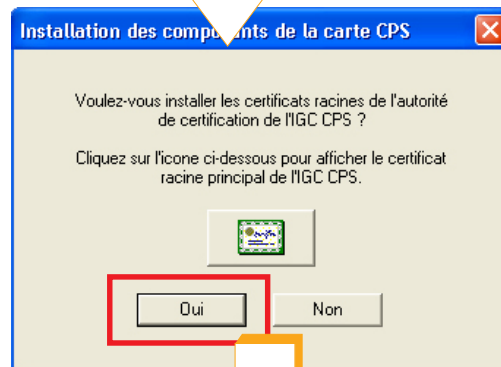 Installation des composants de la carte CPS
Voulez-vous installer les certificats racines de l'autorité
de certification de l'IGC CPS ?
Cliquez sur l'icone ci-dessous pour afficher le certificat
racine principal de l'IGC CPS.
Oui
Non